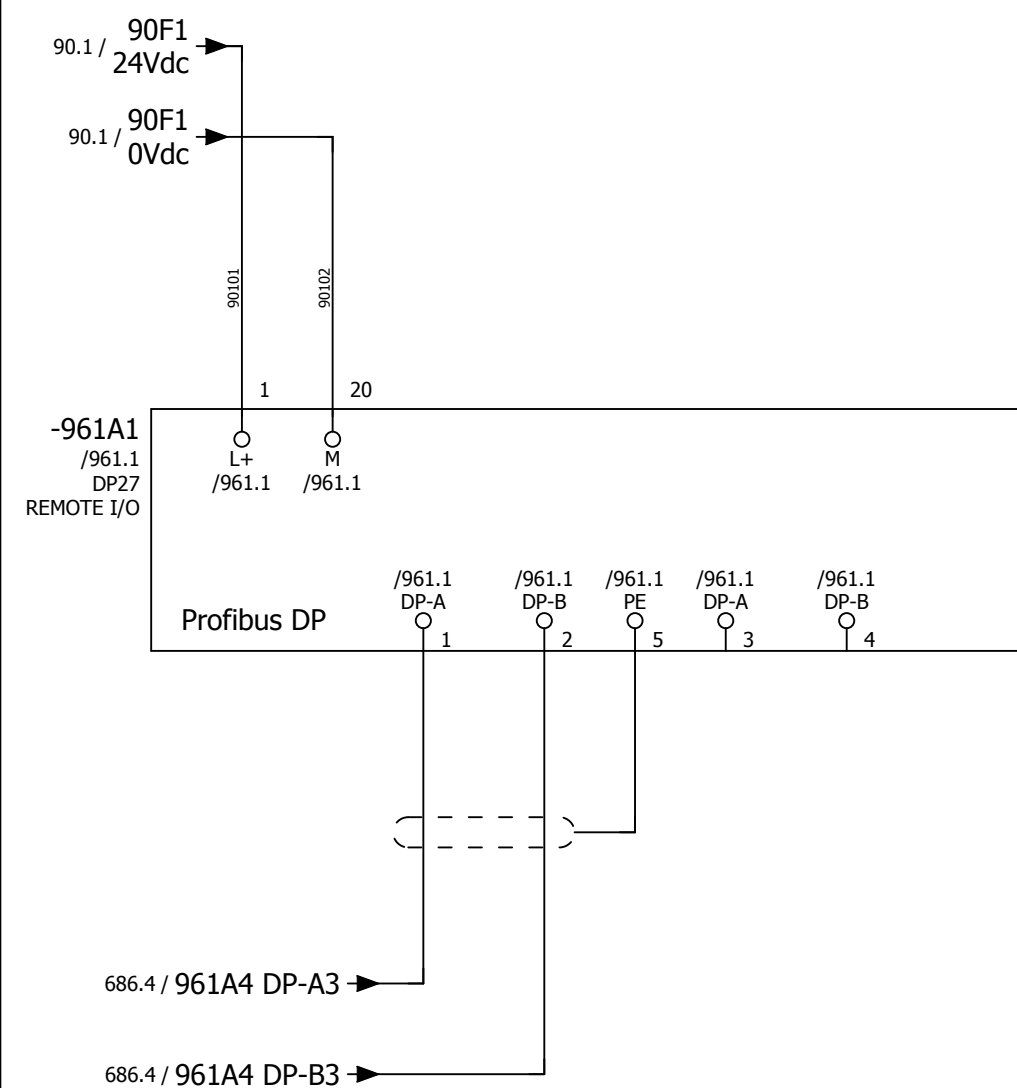 90.1 / 90F1
24Vdc
90.1 / 90F1
0Vdc
90101
90102
1
20
-961A1
/961.1
DP27
REMOTE I/O
L+
M
/961.1
/961.1
/961.1
/961.1
/961.1
/961.1
/961.1
DP-A
DP-B
PE
DP-A
DP-B
Profibus DP
1
2
5
3
4
686.4 / 961A4 DP-A3
686.4 / 961A4 DP-B3